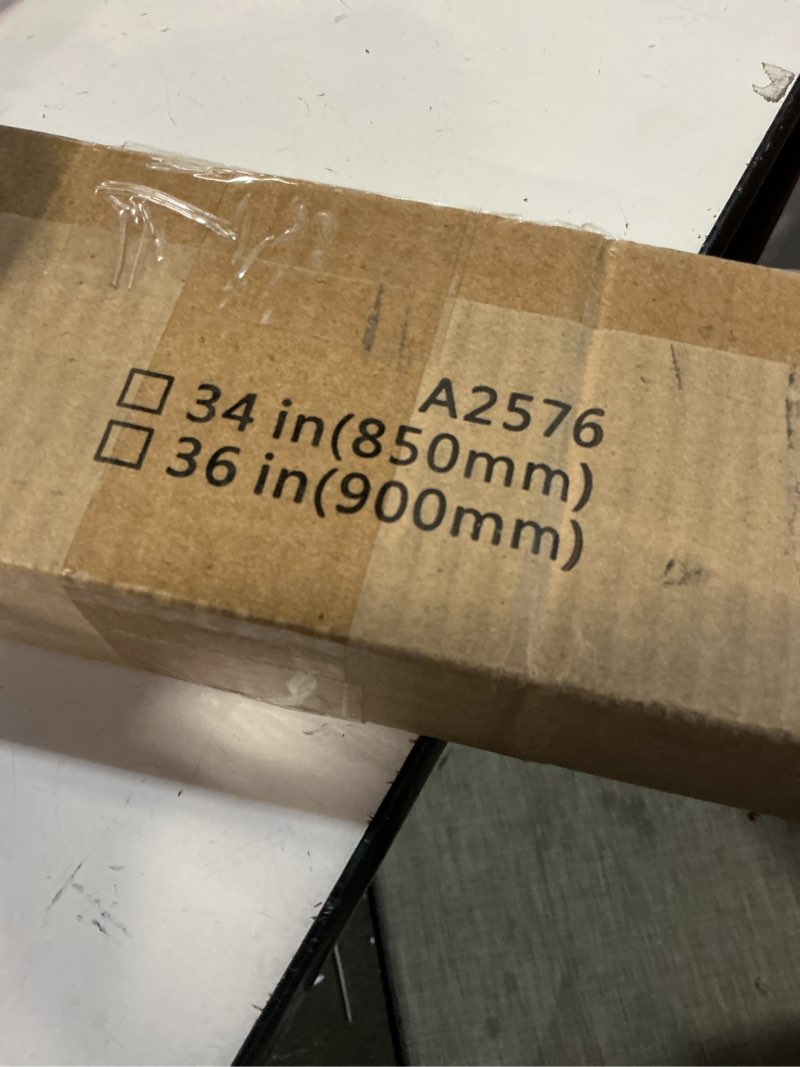 A2576
☐ 34 in(850mm)
☐ 36 in(900mm)